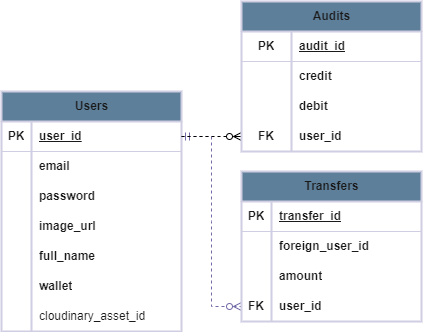 Audits
PK audit_id
credit
debit
FK user_id
Users
PK user_id
email
password
image_url
full_name
wallet
cloudinary_asset_id
Transfers
PK transfer_id
foreign_user_id
amount
FK user_id